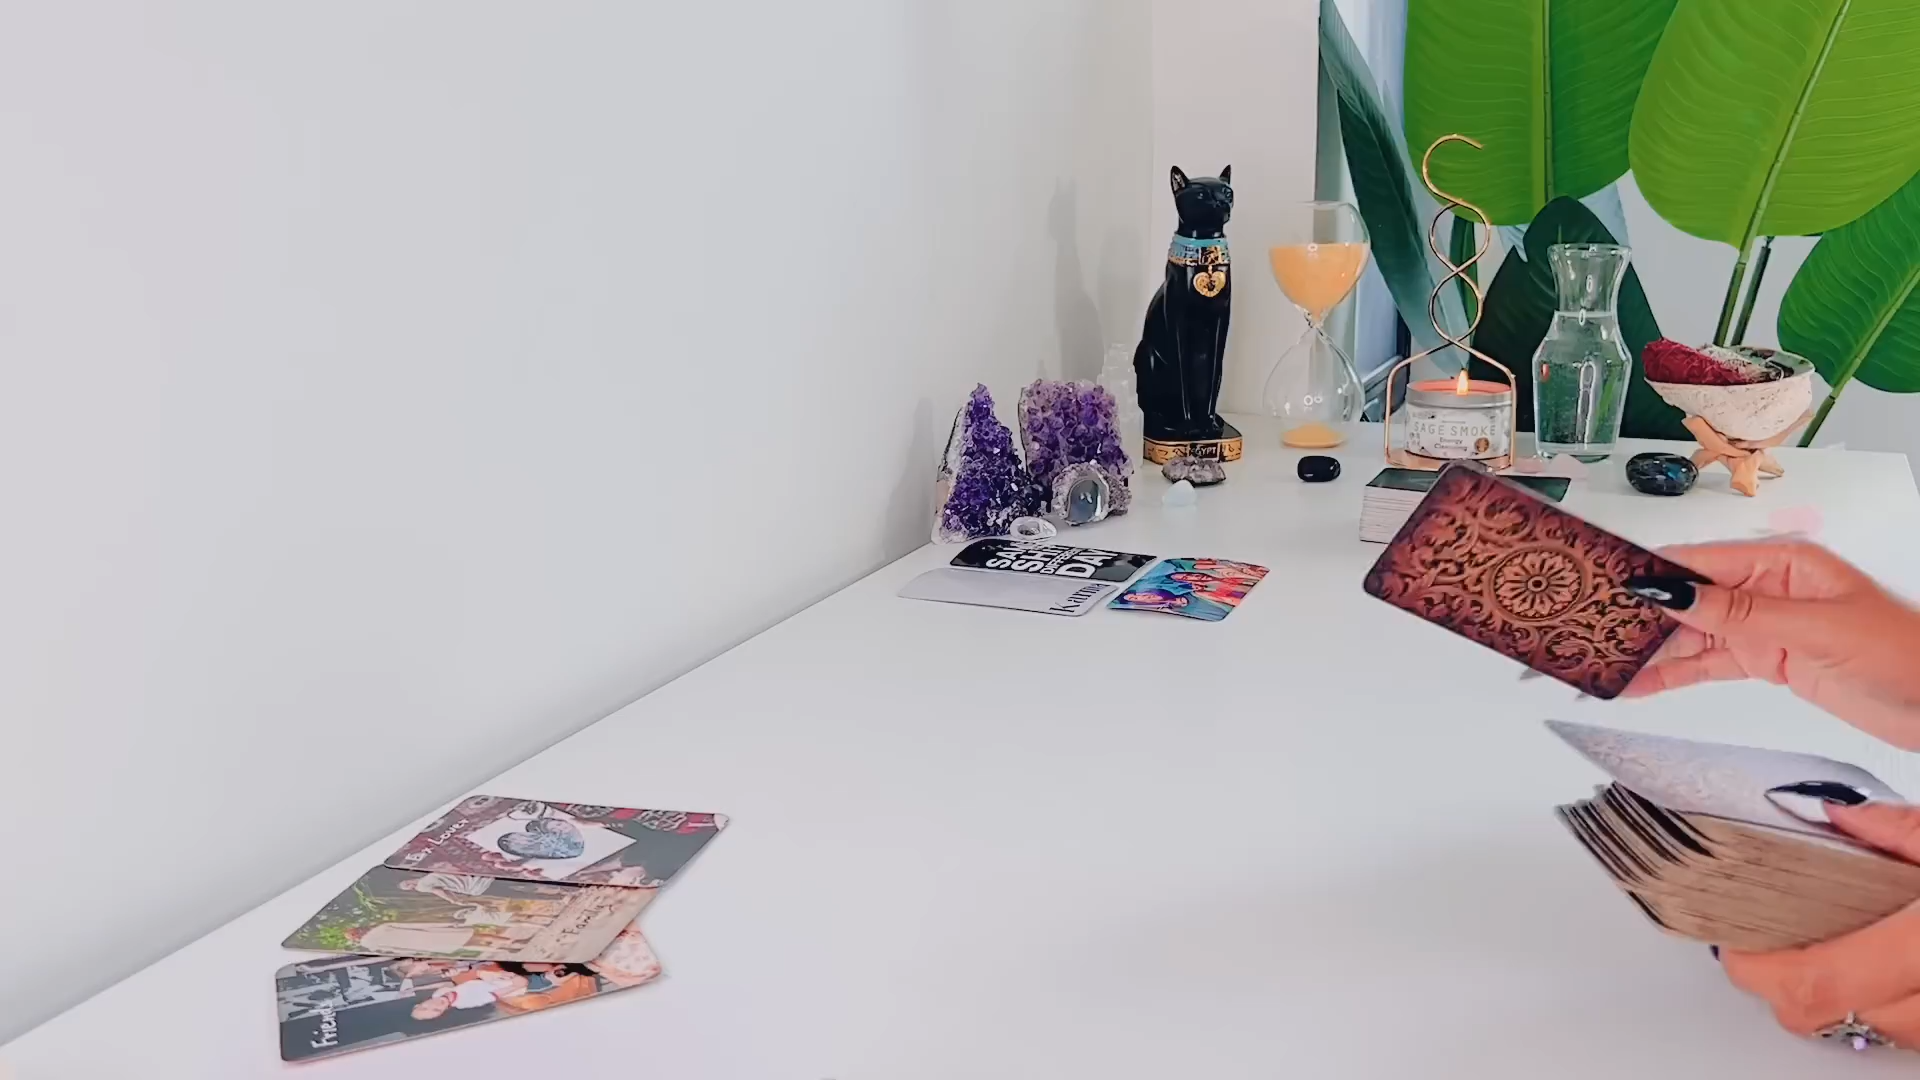 EGYPT
SAGE SMOKE
Energy
Cleansing
SAME
SHIT
DIFFERENT
DAY
Karma
Ex Lover
Family
Friends